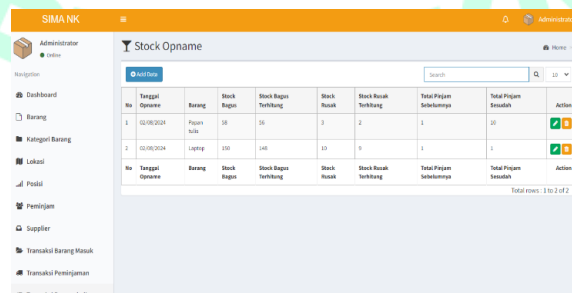 SIMA NK
Administrator
Administrator
Online
Stock Opname
Home
Navigation
Add Data
Search
10
Dashboard
Barang
Kategori Barang
Lokasi
Posisi
Peminjam
Supplier
Transaksi Barang Masuk
Transaksi Peminjaman
No Tanggal Opname Barang Stock Bagus Stock Bagus Terhitung Stock Rusak Stock Rusak Terhitung Total Pinjam Sebelumnya Total Pinjam Sesudah Action
1 02/08/2024 Papan tulis 36 3 2 1 10
2 02/08/2024 Laptop 150 148 10 9 1 1
No Tanggal Opname Barang Stock Bagus Stock Bagus Terhitung Stock Rusak Stock Rusak Terhitung Total Pinjam Sebelumnya Total Pinjam Sesudah Action
Total rows : 1 to 2 of 2